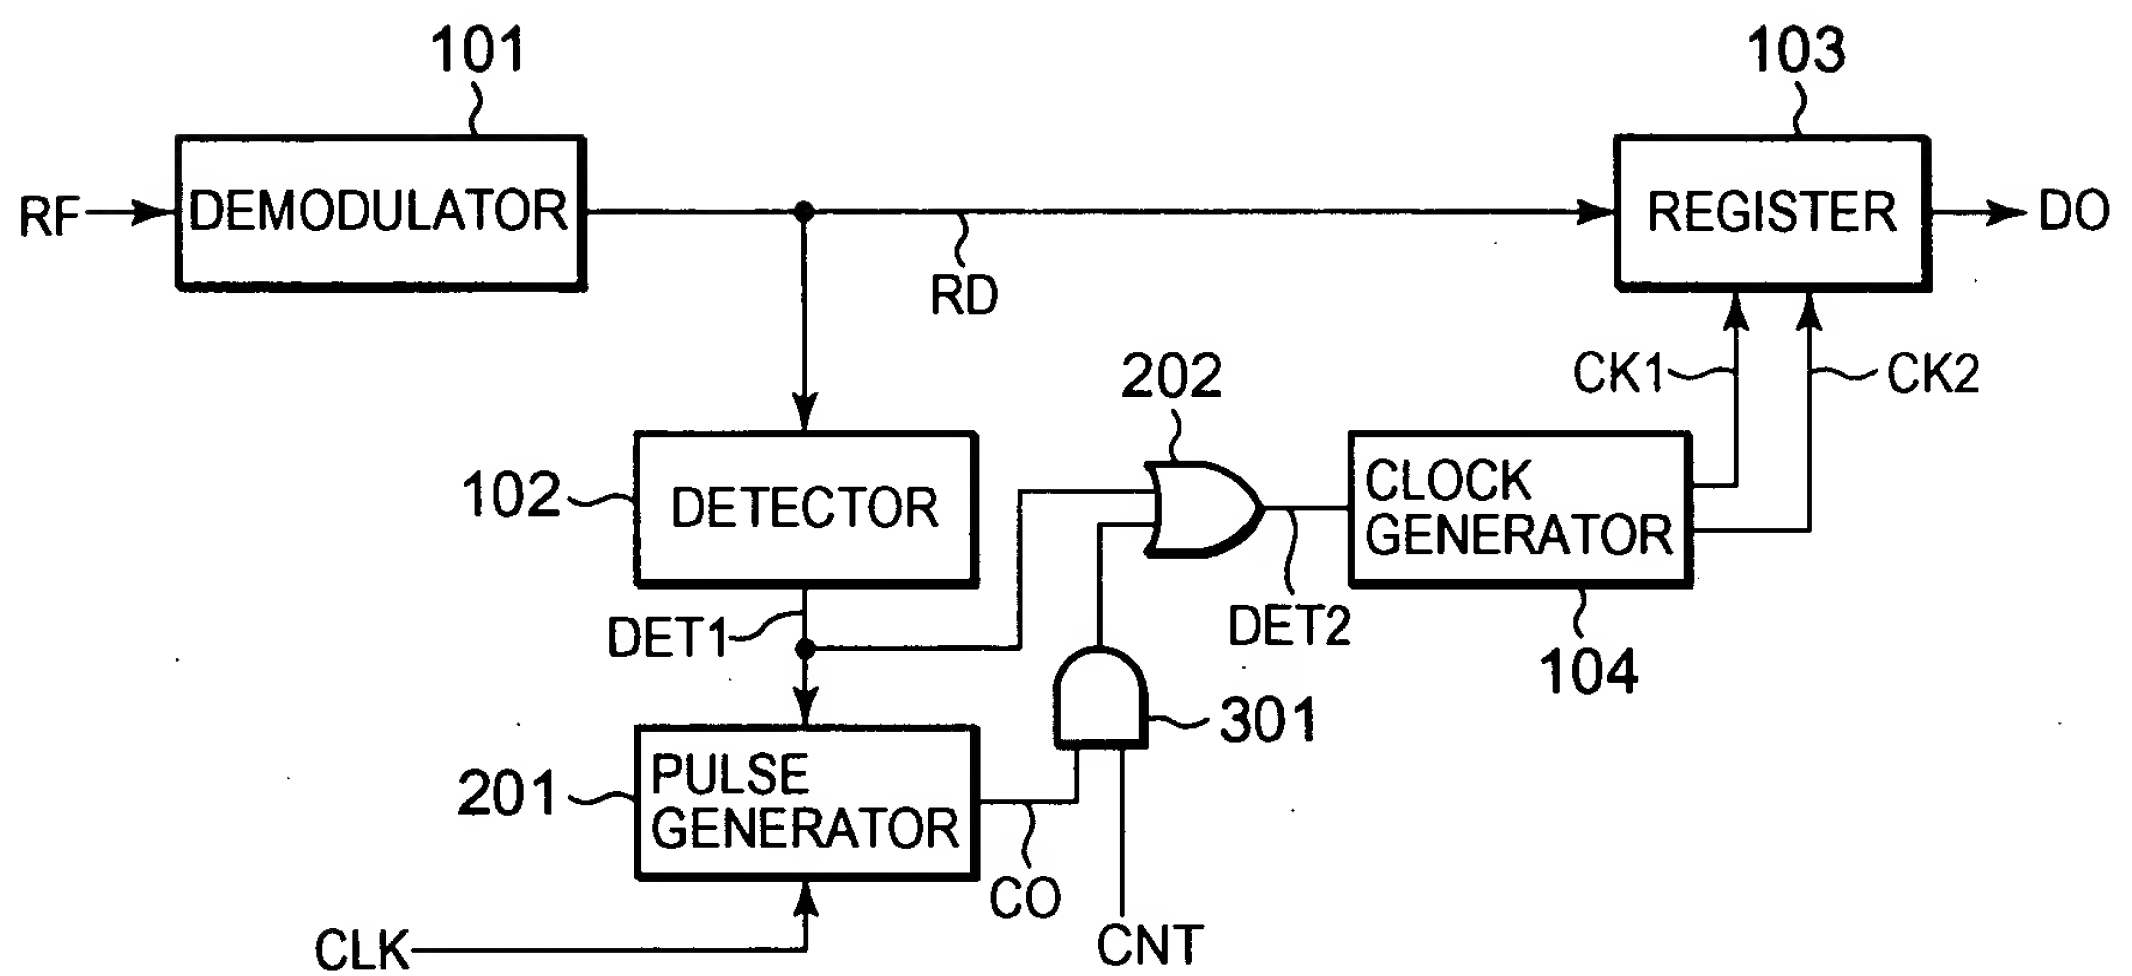 101
103
RF
DEMODULATOR
REGISTER
DO
RD
202
CK1
CK2
102
DETECTOR
CLOCK
GENERATOR
DET1
DET2
104
301
201
PULSE
GENERATOR
CO
CNT
CLK